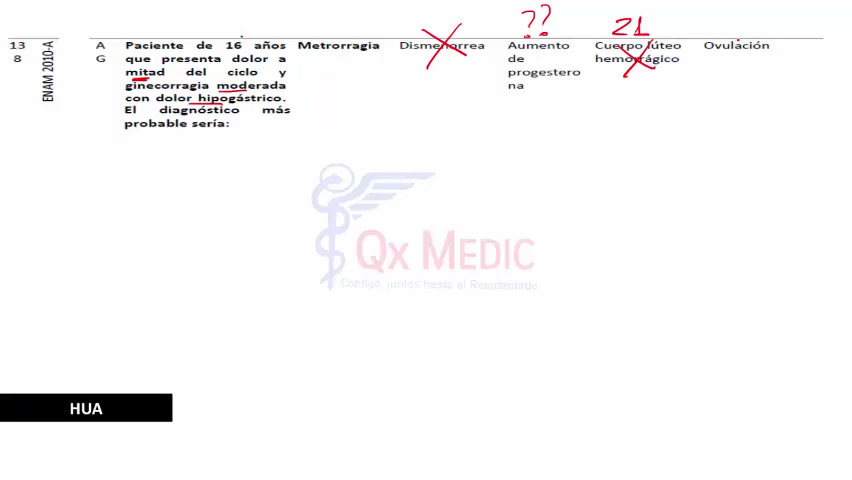 ??
21
13
8
ENAM 2010-A
A
G
Paciente de 16 años
que presenta dolor a
mitad del ciclo y
ginecorragia moderada
con dolor hipogástrico.
El diagnóstico más
probable sería:
Metrorragia
Dismenorrea
Aumento
de
progestero
na
Cuerpo lúteo
hemorrágico
Ovulación
Qx MEDIC
Contigo, juntos hasta el Residentado
HUA